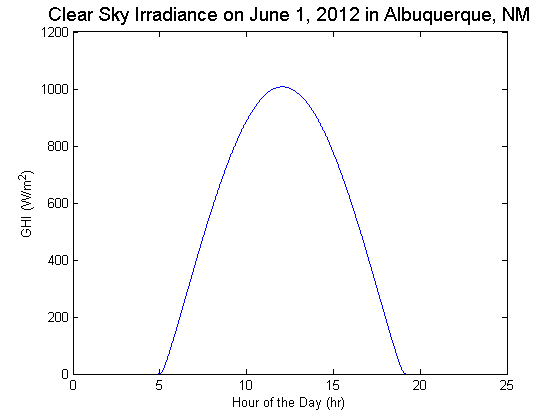 Clear Sky Irradiance on June 1, 2012 in Albuquerque, NM
1200
1000
800
600
400
200
0
GHI (W/m²)
0 5 10 15 20 25
Hour of the Day (hr)